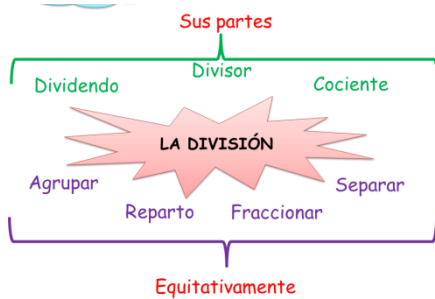 Sus partes
Dividendo Divisor Cociente
LA DIVISIÓN
Agrupar Reparto Fraccionar Separar
Equitativamente